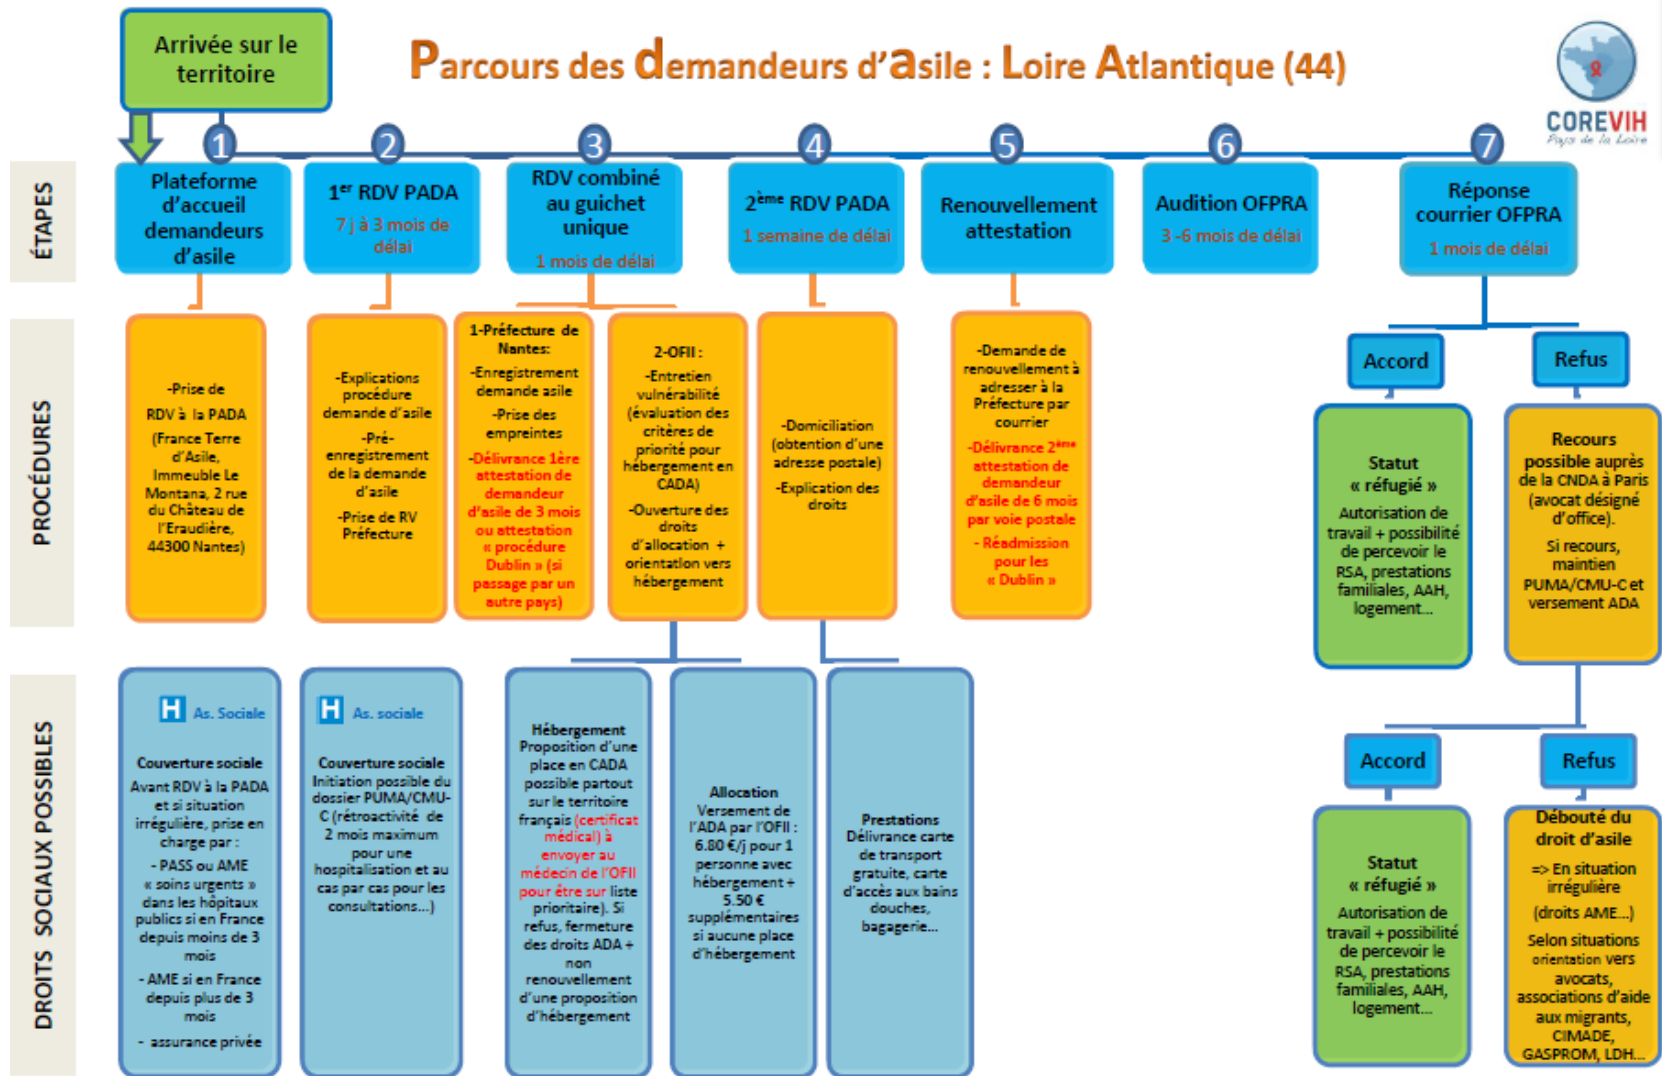 Arrivée sur le
territoire
Parcours des demandeurs d'asile : Loire Atlantique (44)
COREVIH
Pays de la Loire
ÉTAPES
1
Plateforme
d'accueil
demandeurs
d'asile
2
1er RDV PADA
7 j à 3 mois de
délai
3
RDV combiné
au guichet
unique
1 mois de délai
4
2ème RDV PADA
1 semaine de délai
5
Renouvellement
attestation
6
Audition OFPRA
3 -6 mois de délai
7
Réponse
courrier OFPRA
1 mois de délai
PROCÉDURES
-Prise de
RDV à la PADA
(France Terre
d'Asile,
Immeuble Le
Montana, 2 rue
du Château de
l'Eraudière,
44300 Nantes)
-Explications
procédure
demande d'asile
-Pré-
enregistrement
de la demande
d'asile
-Prise de RV
Préfecture
1-Préfecture de
Nantes:
-Enregistrement
demande asile
-Prise des
empreintes
-Délivrance 1ère
attestation de
demandeur
d'asile de 3 mois
ou attestation
« procédure
Dublin » (si
passage par un
autre pays)
2-OFII :
-Entretien
vulnérabilité
(évaluation des
critères de
priorité pour
hébergement en
CADA)
-Ouverture des
droits
d'allocation +
orientation vers
hébergement
-Domiciliation
(obtention d'une
adresse postale)
-Explication des
droits
-Demande de
renouvellement à
adresser à la
Préfecture par
courrier
-Délivrance 2ème
attestation de
demandeur
d'asile de 6 mois
par voie postale
- Réadmission
pour les
« Dublin »
Accord
Statut
« réfugié »
Autorisation de
travail + possibilité
de percevoir le
RSA, prestations
familiales, AAH,
logement...
Refus
Recours
possible auprès
de la CNDA à Paris
(avocat désigné
d'office).
Si recours,
maintien
PUMA/CMU-C et
versement ADA
DROITS SOCIAUX POSSIBLES
H As. Sociale
Couverture sociale
Avant RDV à la PADA
et si situation
irrégulière, prise en
charge par :
- PASS ou AME
« soins urgents »
dans les hôpitaux
publics si en France
depuis moins de 3
mois
- AME si en France
depuis plus de 3
mois
- assurance privée
H As. sociale
Couverture sociale
Initiation possible du
dossier PUMA/CMU-
C (rétroactivité de
2 mois maximum
pour une
hospitalisation et au
cas par cas pour les
consultations...)
Hébergement
Proposition d'une
place en CADA
possible partout
sur le territoire
français (certificat
médical) à
envoyer au
médecin de l'OFII
pour être sur liste
prioritaire). Si
refus, fermeture
des droits ADA +
non
renouvellement
d'une proposition
d'hébergement
Allocation
Versement de
l'ADA par l'OFII :
6.80 €/j pour 1
personne avec
hébergement +
5.50 €
supplémentaires
si aucune place
d'hébergement
Prestations
Délivrance carte
de transport
gratuite, carte
d'accès aux bains
douches,
bagagerie...
Accord
Statut
« réfugié »
Autorisation de
travail + possibilité
de percevoir le
RSA, prestations
familiales, AAH,
logement...
Refus
Débouté du
droit d'asile
=> En situation
irrégulière
(droits AME...)
Selon situations
orientation vers
avocats,
associations d'aide
aux migrants,
CIMADE,
GASPROM, LDH...